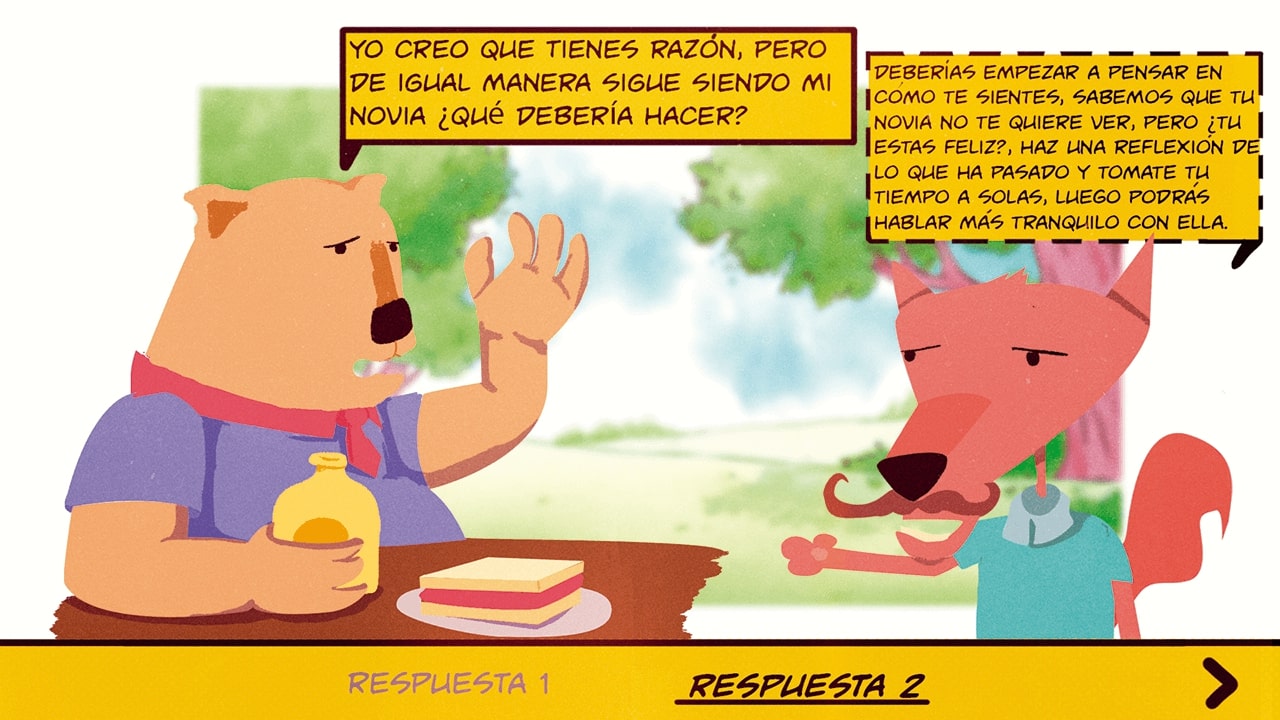 YO CREO QUE TIENES RAZÓN, PERO
DE IGUAL MANERA SIGUE SIENDO MI
NOVIA ¿QUé DEBERÍA HACER?
DEBERÍAS EMPEZAR A PENSAR EN
CÓMO TE SIENTES, SABEMOS QUE TU
NOVIA NO TE QUIERE VER, PERO ¿TU
ESTAS FELIZ?, HAZ UNA REFLEXIÓN DE
LO QUE HA PASADO Y TOMATE TU
TIEMPO A SOLAS, LUEGO PODRÁS
HABLAR MÁS TRANQUILO CON ELLA.
RESPUESTA 1
RESPUESTA 2